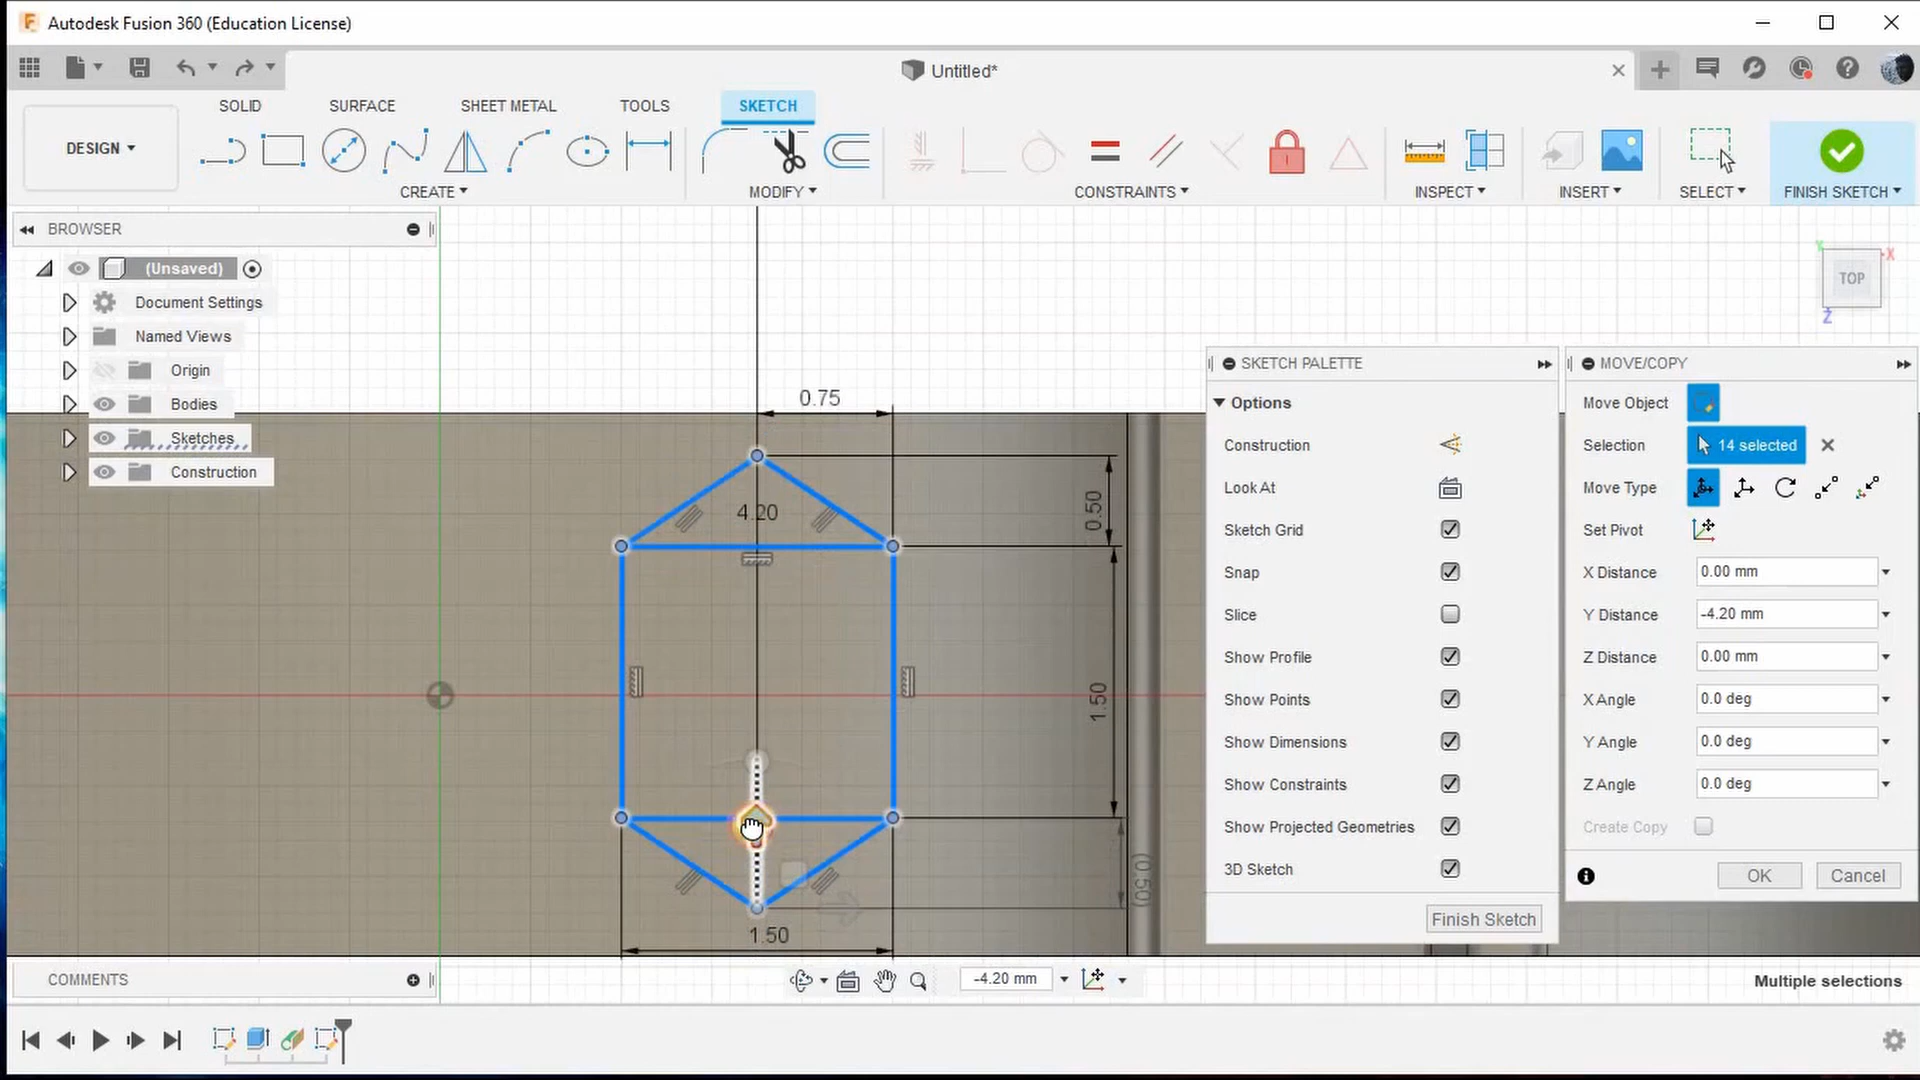 Autodesk Fusion 360 (Education License)
Untitled*
SOLID
SURFACE
SHEET METAL
TOOLS
SKETCH
DESIGN
CREATE
MODIFY
CONSTRAINTS
INSPECT
INSERT
SELECT
FINISH SKETCH
BROWSER
(Unsaved)
Document Settings
Named Views
Origin
Bodies
Sketches
Construction
Y
X
TOP
Z
0.75
4.20
0.50
1.50
(0.50)
1.50
SKETCH PALETTE
Options
Construction
Look At
Sketch Grid
Snap
Slice
Show Profile
Show Points
Show Dimensions
Show Constraints
Show Projected Geometries
3D Sketch
Finish Sketch
MOVE/COPY
Move Object
Selection 14 selected
Move Type
Set Pivot
X Distance 0.00 mm
Y Distance -4.20 mm
Z Distance 0.00 mm
X Angle 0.0 deg
Y Angle 0.0 deg
Z Angle 0.0 deg
Create Copy
OK Cancel
COMMENTS
-4.20 mm
Multiple selections